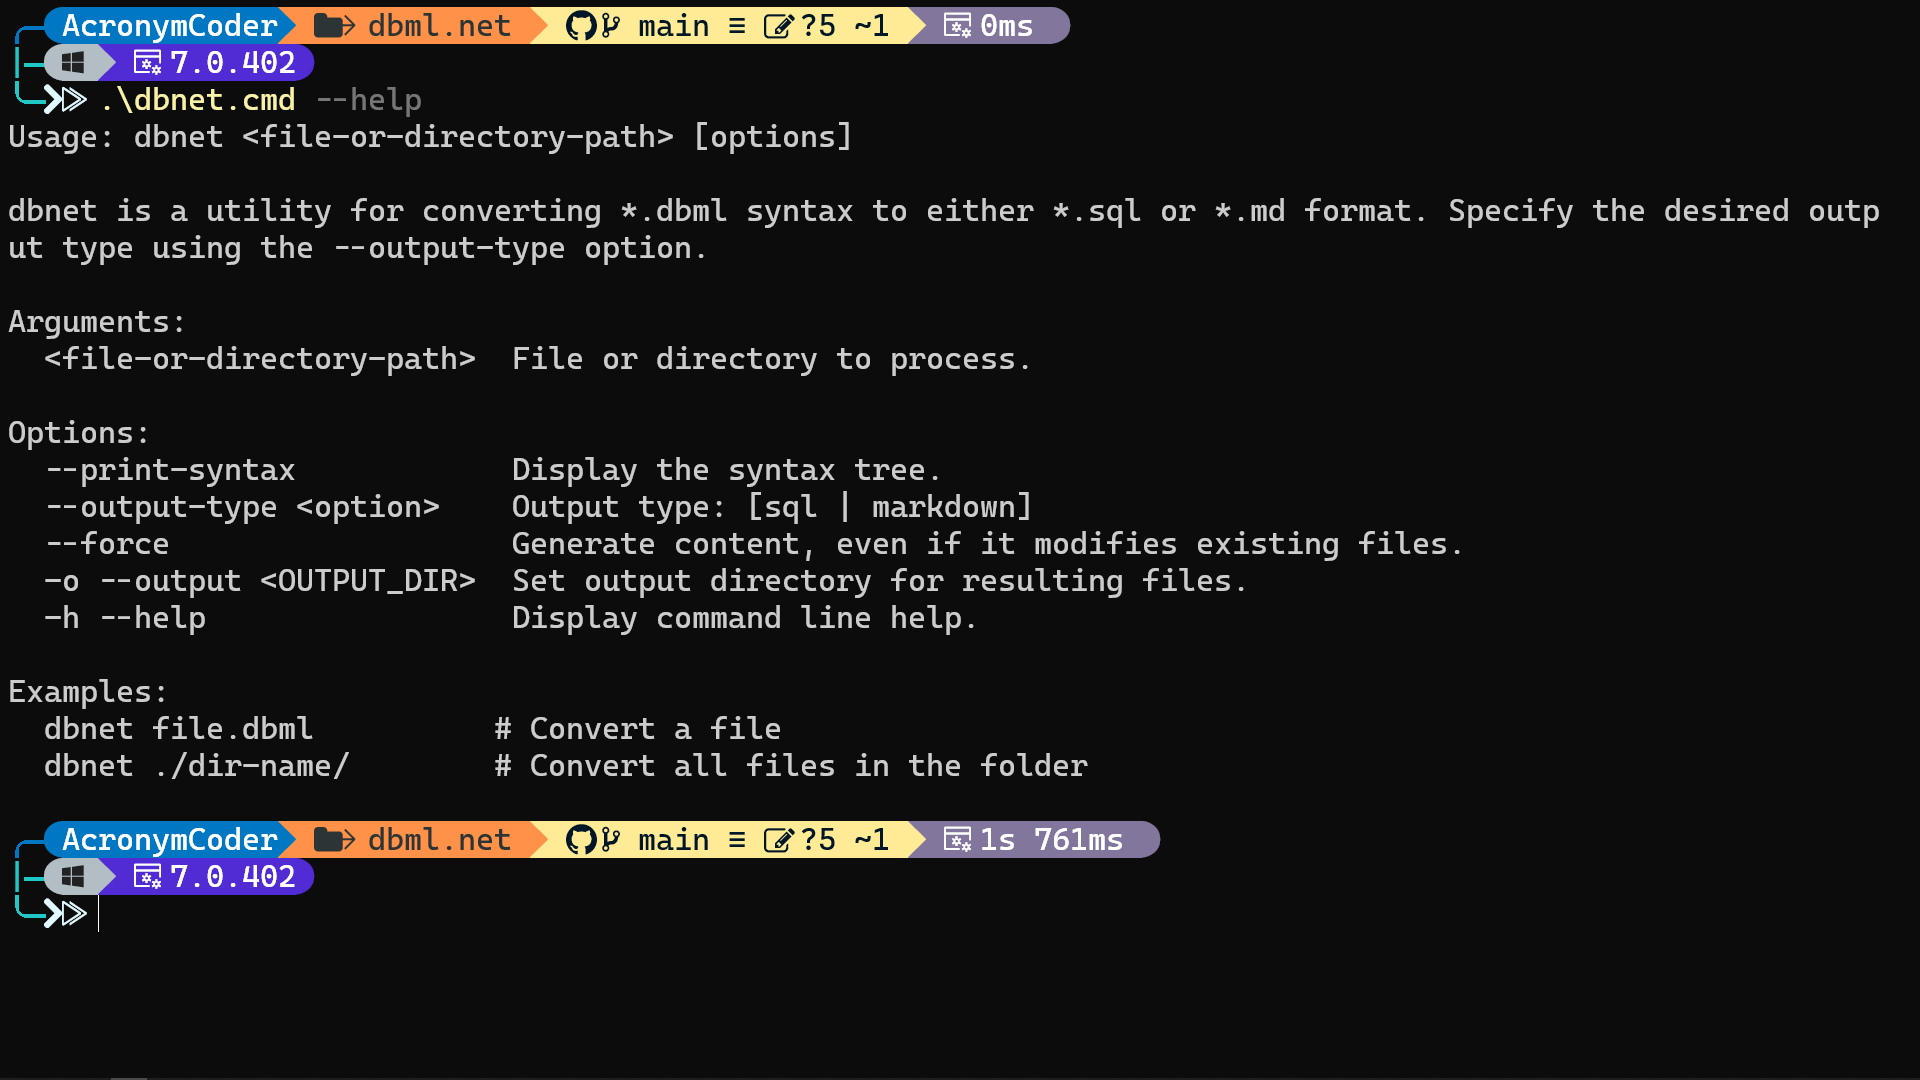 AcronymCoder dbml.net main ≡ ?5 ~1 0ms
7.0.402
.\dbnet.cmd --help
Usage: dbnet <file-or-directory-path> [options]
dbnet is a utility for converting *.dbml syntax to either *.sql or *.md format. Specify the desired outp
ut type using the --output-type option.
Arguments:
<file-or-directory-path>  File or directory to process.
Options:
--print-syntax            Display the syntax tree.
--output-type <option>    Output type: [sql | markdown]
--force                   Generate content, even if it modifies existing files.
-o --output <OUTPUT_DIR>  Set output directory for resulting files.
-h --help                 Display command line help.
Examples:
dbnet file.dbml          # Convert a file
dbnet ./dir-name/        # Convert all files in the folder
AcronymCoder dbml.net main ≡ ?5 ~1 1s 761ms
7.0.402